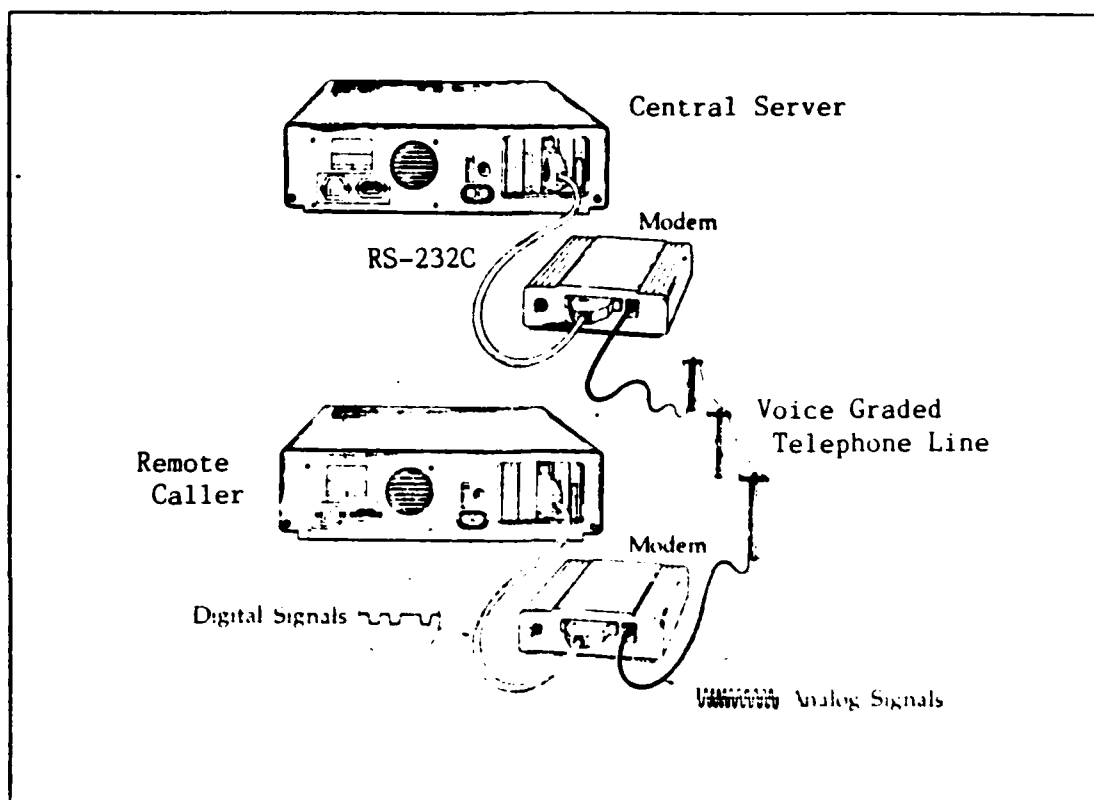 Central Server
Modem
RS-232C
Voice Graded
Telephone Line
Remote
Caller
Modem
Digital Signals
Analog Signals